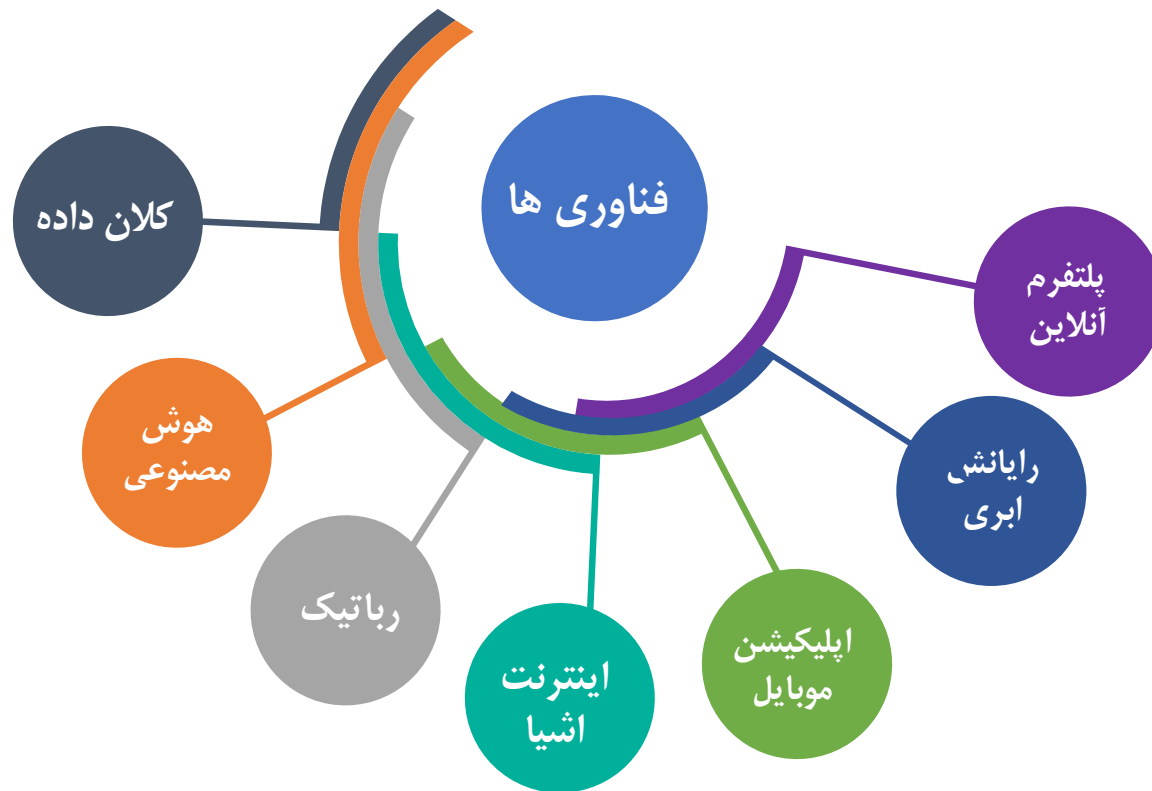 فناوری ها
کلان داده
هوش
مصنوعی
رباتیک
اینترنت
اشیا
اپلیکیشن
موبایل
رایانش
ابری
پلتفرم
آنلاین